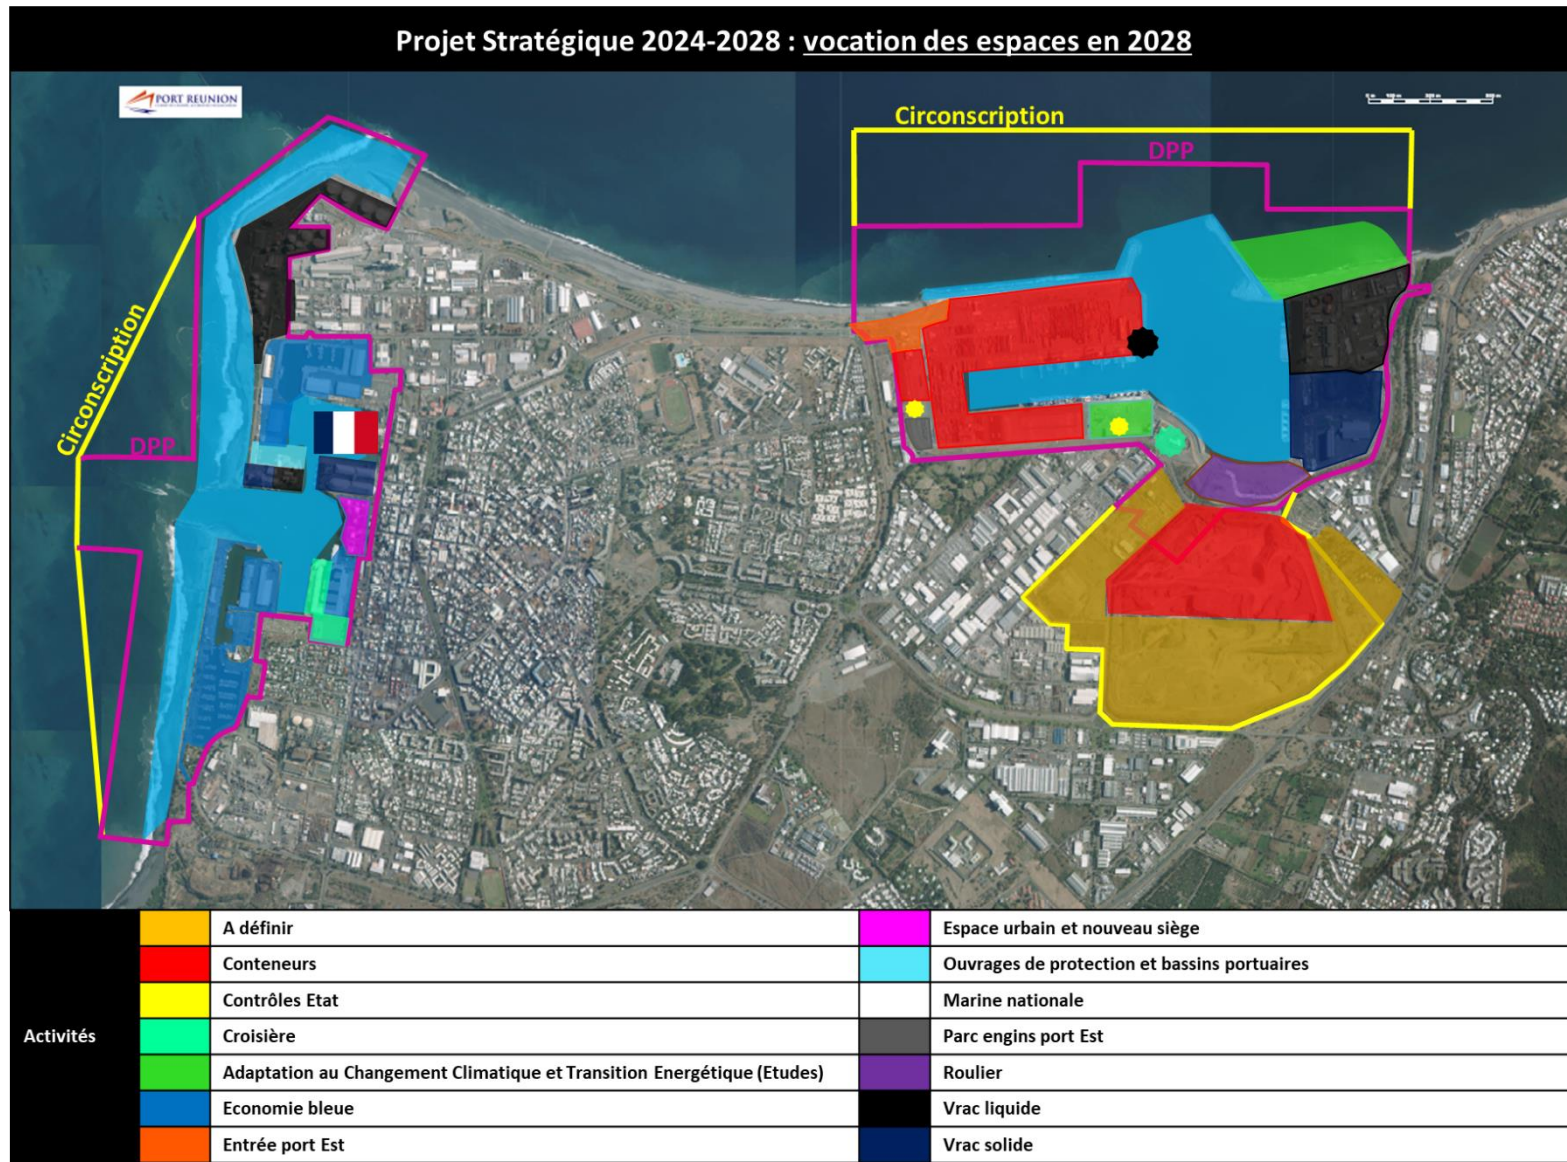 Projet Stratégique 2024-2028 : vocation des espaces en 2028
PORT REUNION
Circonscription
DPP
Circonscription
DPP
Activités
A définir
Conteneurs
Contrôles Etat
Croisière
Adaptation au Changement Climatique et Transition Energétique (Etudes)
Economie bleue
Entrée port Est
Espace urbain et nouveau siège
Ouvrages de protection et bassins portuaires
Marine nationale
Parc engins port Est
Roulier
Vrac liquide
Vrac solide